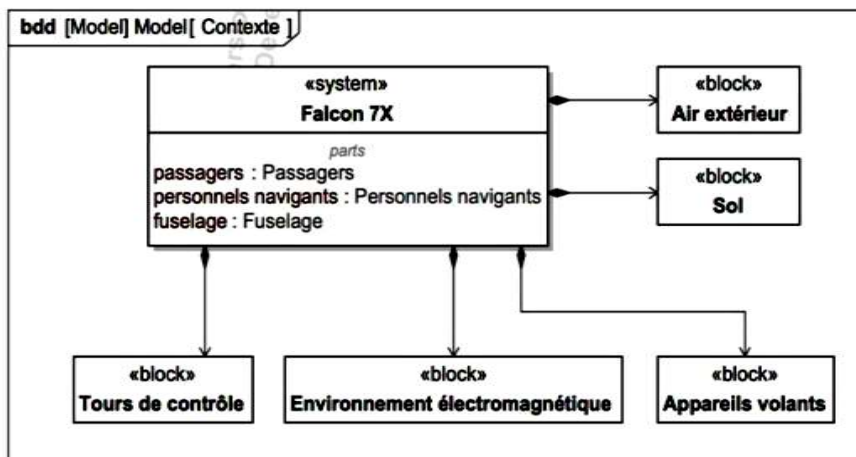 bdd [Model] Model[ Contexte ]
«system»
Falcon 7X
parts
passagers : Passagers
personnels navigants : Personnels navigants
fuselage : Fuselage
«block»
Air extérieur
«block»
Sol
«block»
Tours de contrôle
«block»
Environnement électromagnétique
«block»
Appareils volants